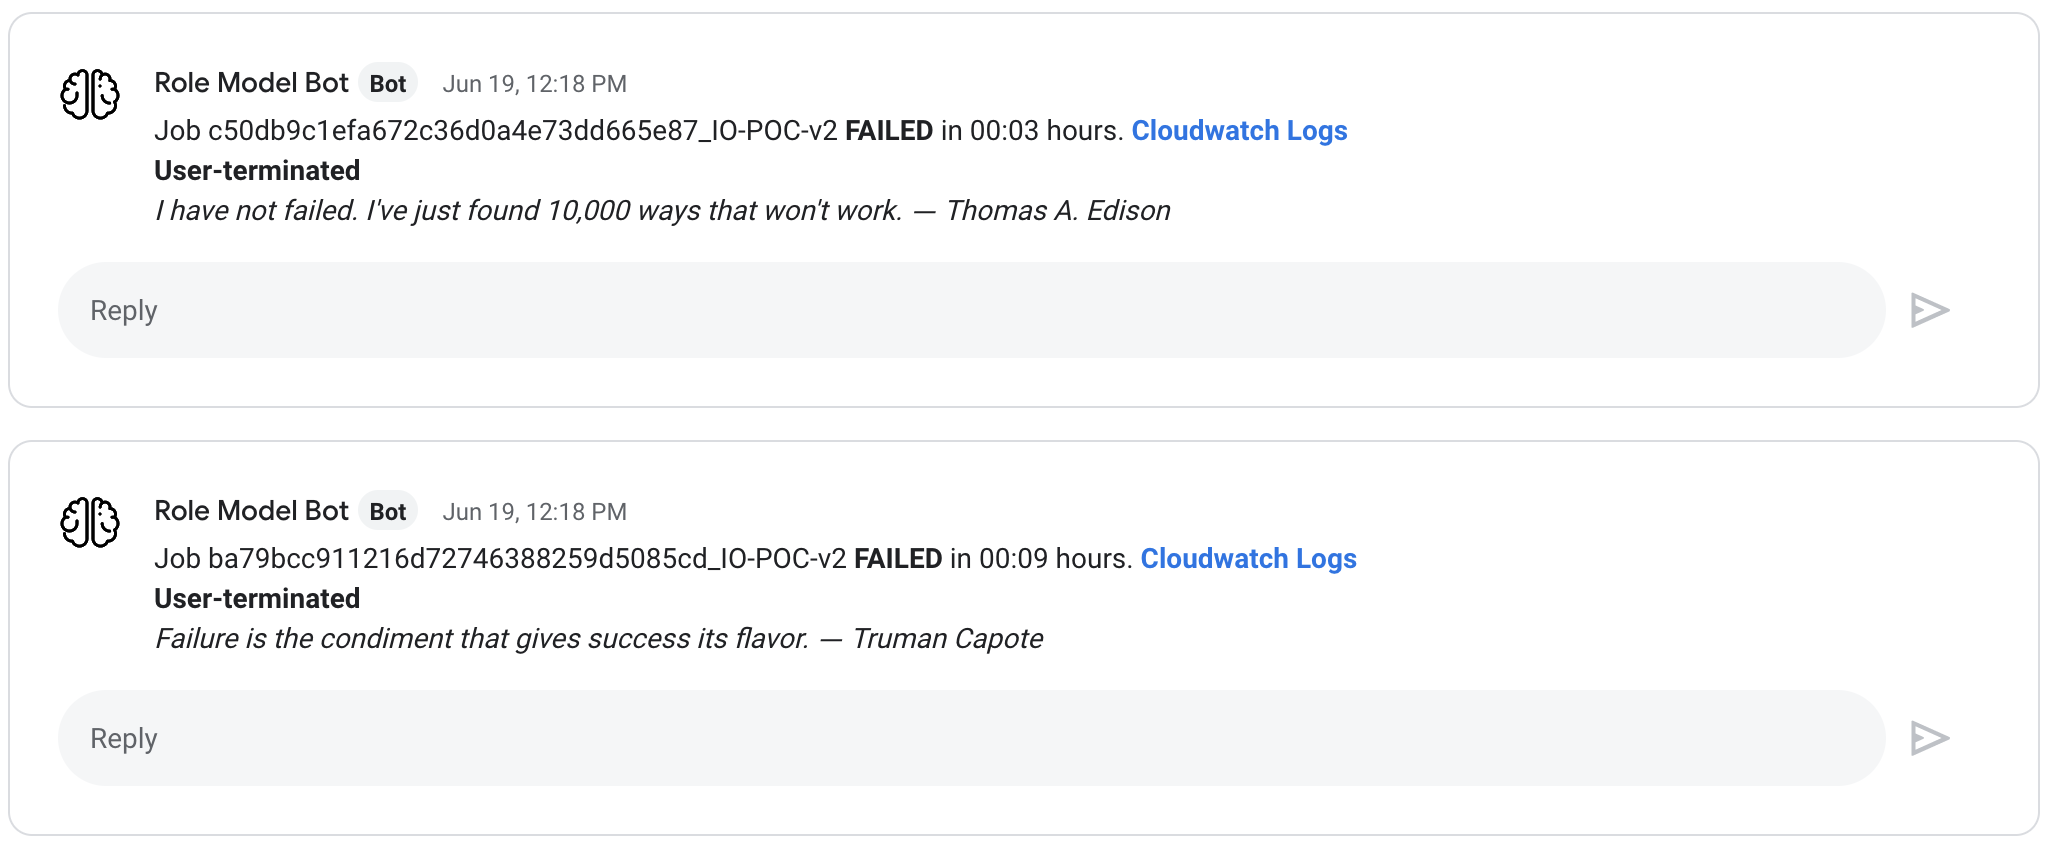 Role Model Bot Bot Jun 19, 12:18 PM
Job c50db9c1efa672c36d0a4e73dd665e87_IO-POC-v2 FAILED in 00:03 hours. Cloudwatch Logs
User-terminated
I have not failed. I've just found 10,000 ways that won't work. — Thomas A. Edison
Reply
Role Model Bot Bot Jun 19, 12:18 PM
Job ba79bcc911216d72746388259d5085cd_IO-POC-v2 FAILED in 00:09 hours. Cloudwatch Logs
User-terminated
Failure is the condiment that gives success its flavor. — Truman Capote
Reply